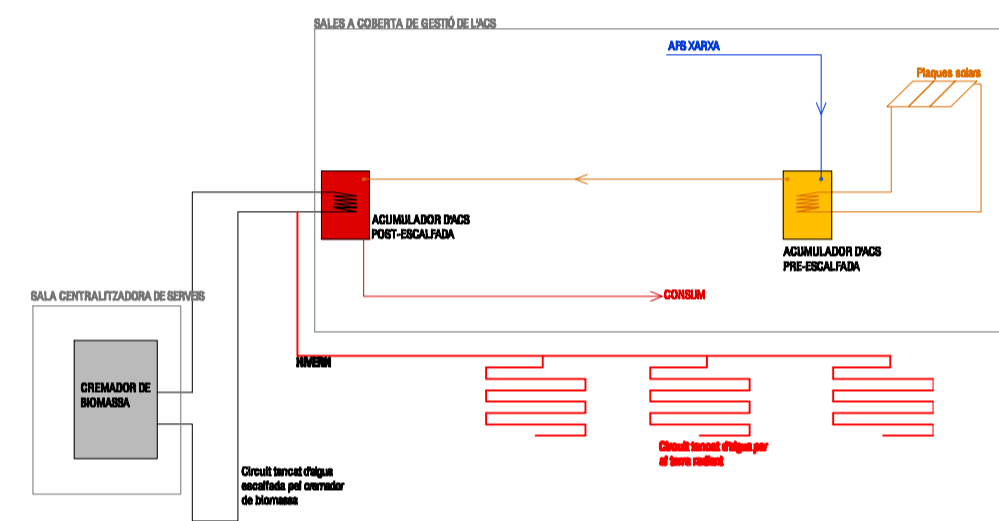 SALES A COBERTA DE GESTIÓ DE L'ACS
AFS XARXA
Plaques solars
ACUMULADOR D'ACS
POST-ESCALFADA
ACUMULADOR D'ACS
PRE-ESCALFADA
CONSUM
SALA CENTRALITZADORA DE SERVEIS
HIVERN
CREMADOR DE
BIOMASSA
Circuit tancat d'aigua per
al terra radiant
Circuit tancat d'aigua
escalfada pel cremador
de biomassa